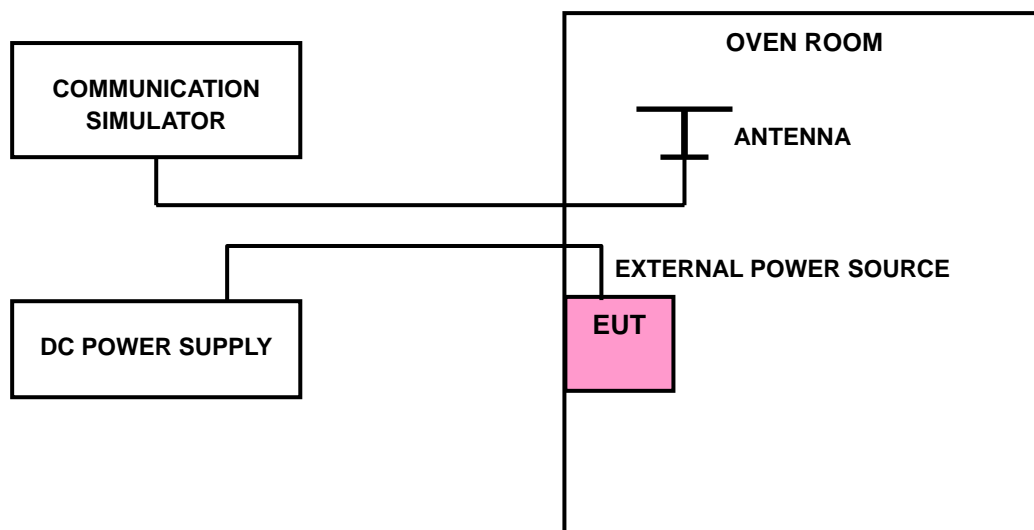 OVEN ROOM
COMMUNICATION
SIMULATOR
ANTENNA
EXTERNAL POWER SOURCE
EUT
DC POWER SUPPLY